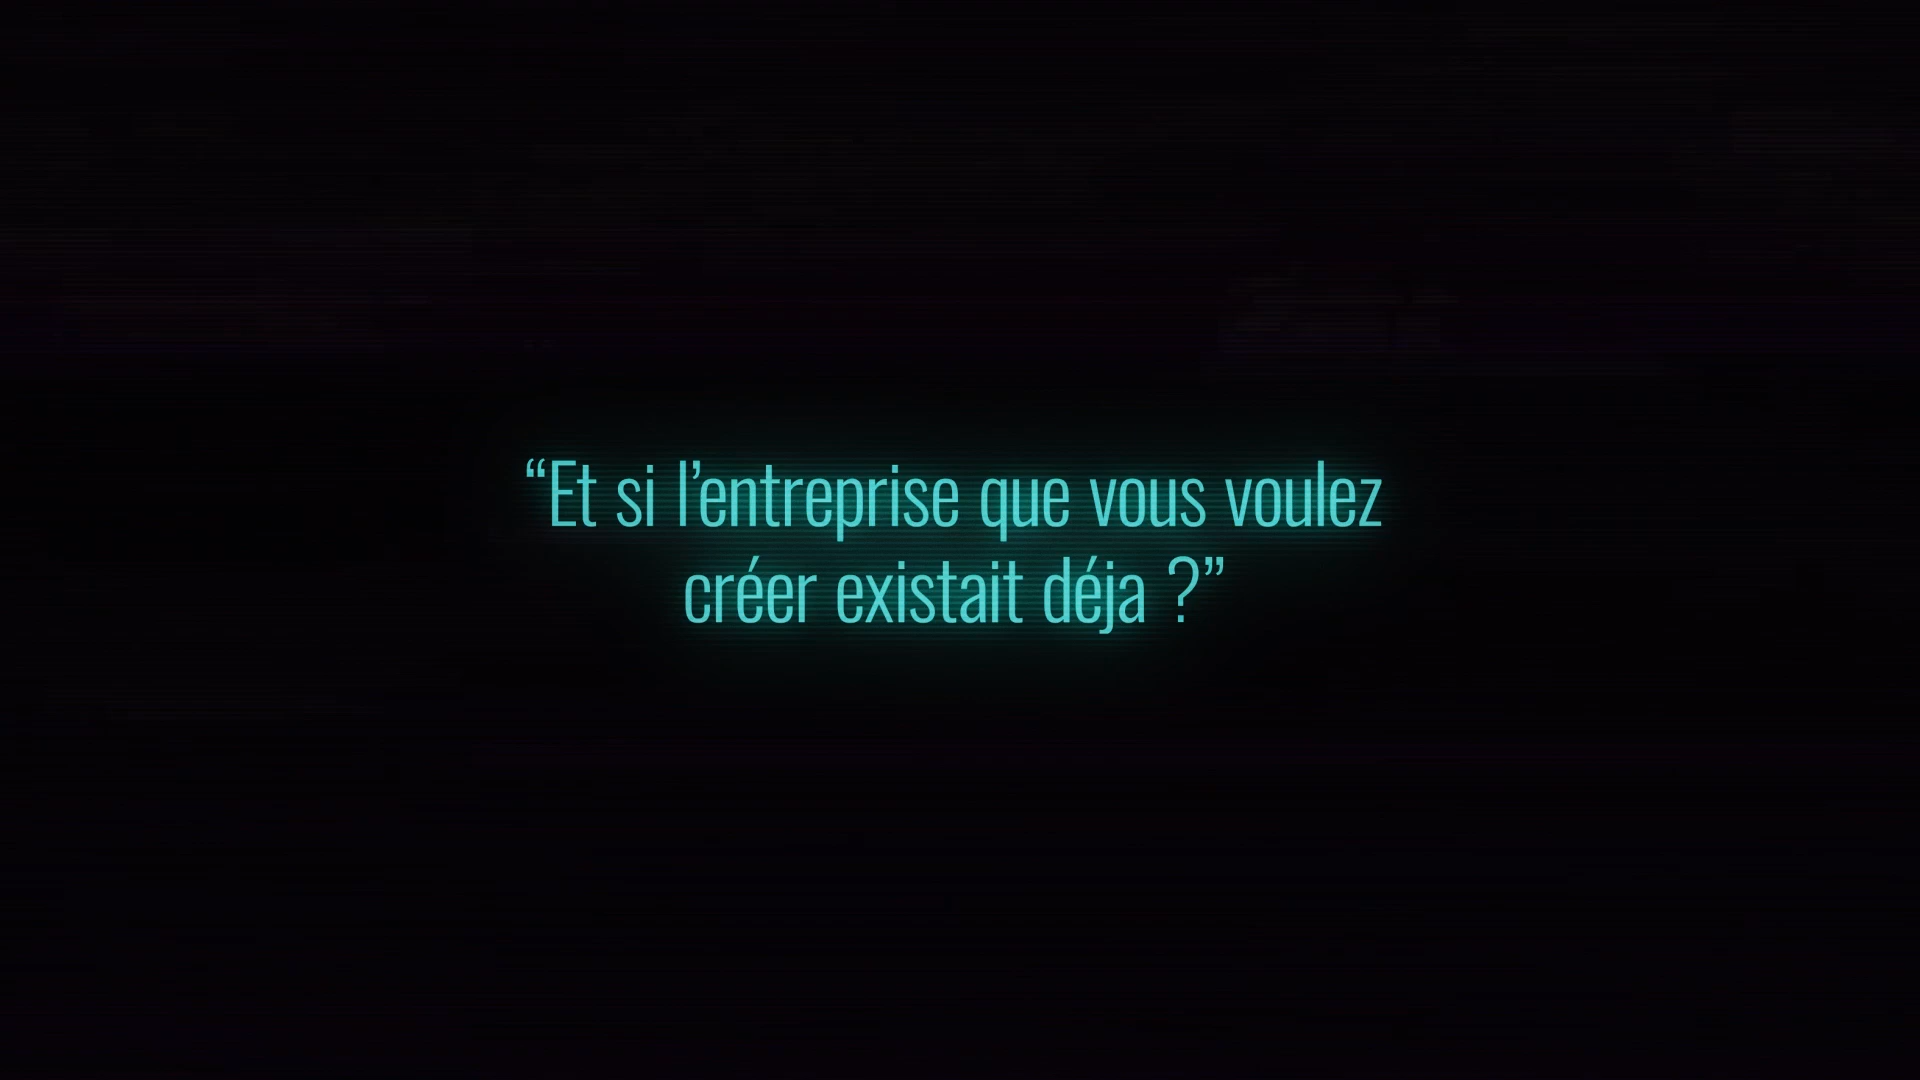 “Et si l’entreprise que vous voulez
créer existait déja ?”